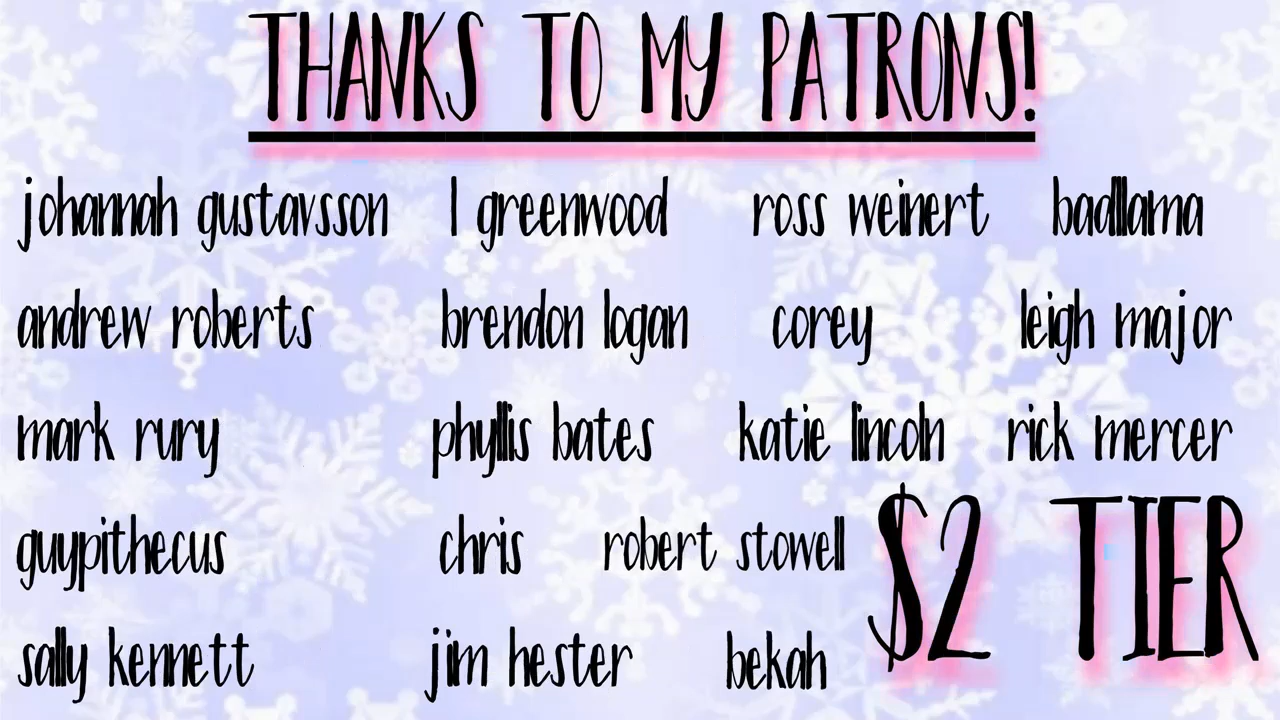 THANKS TO MY PATRONS!
johannah gustavsson l greenwood ross weinert badllama
andrew roberts brendon logan corey leigh major
mark rury phyllis bates katie lincoln rick mercer
guypithecus chris robert stowell
sally kennett jim hester bekah
$2 TIER